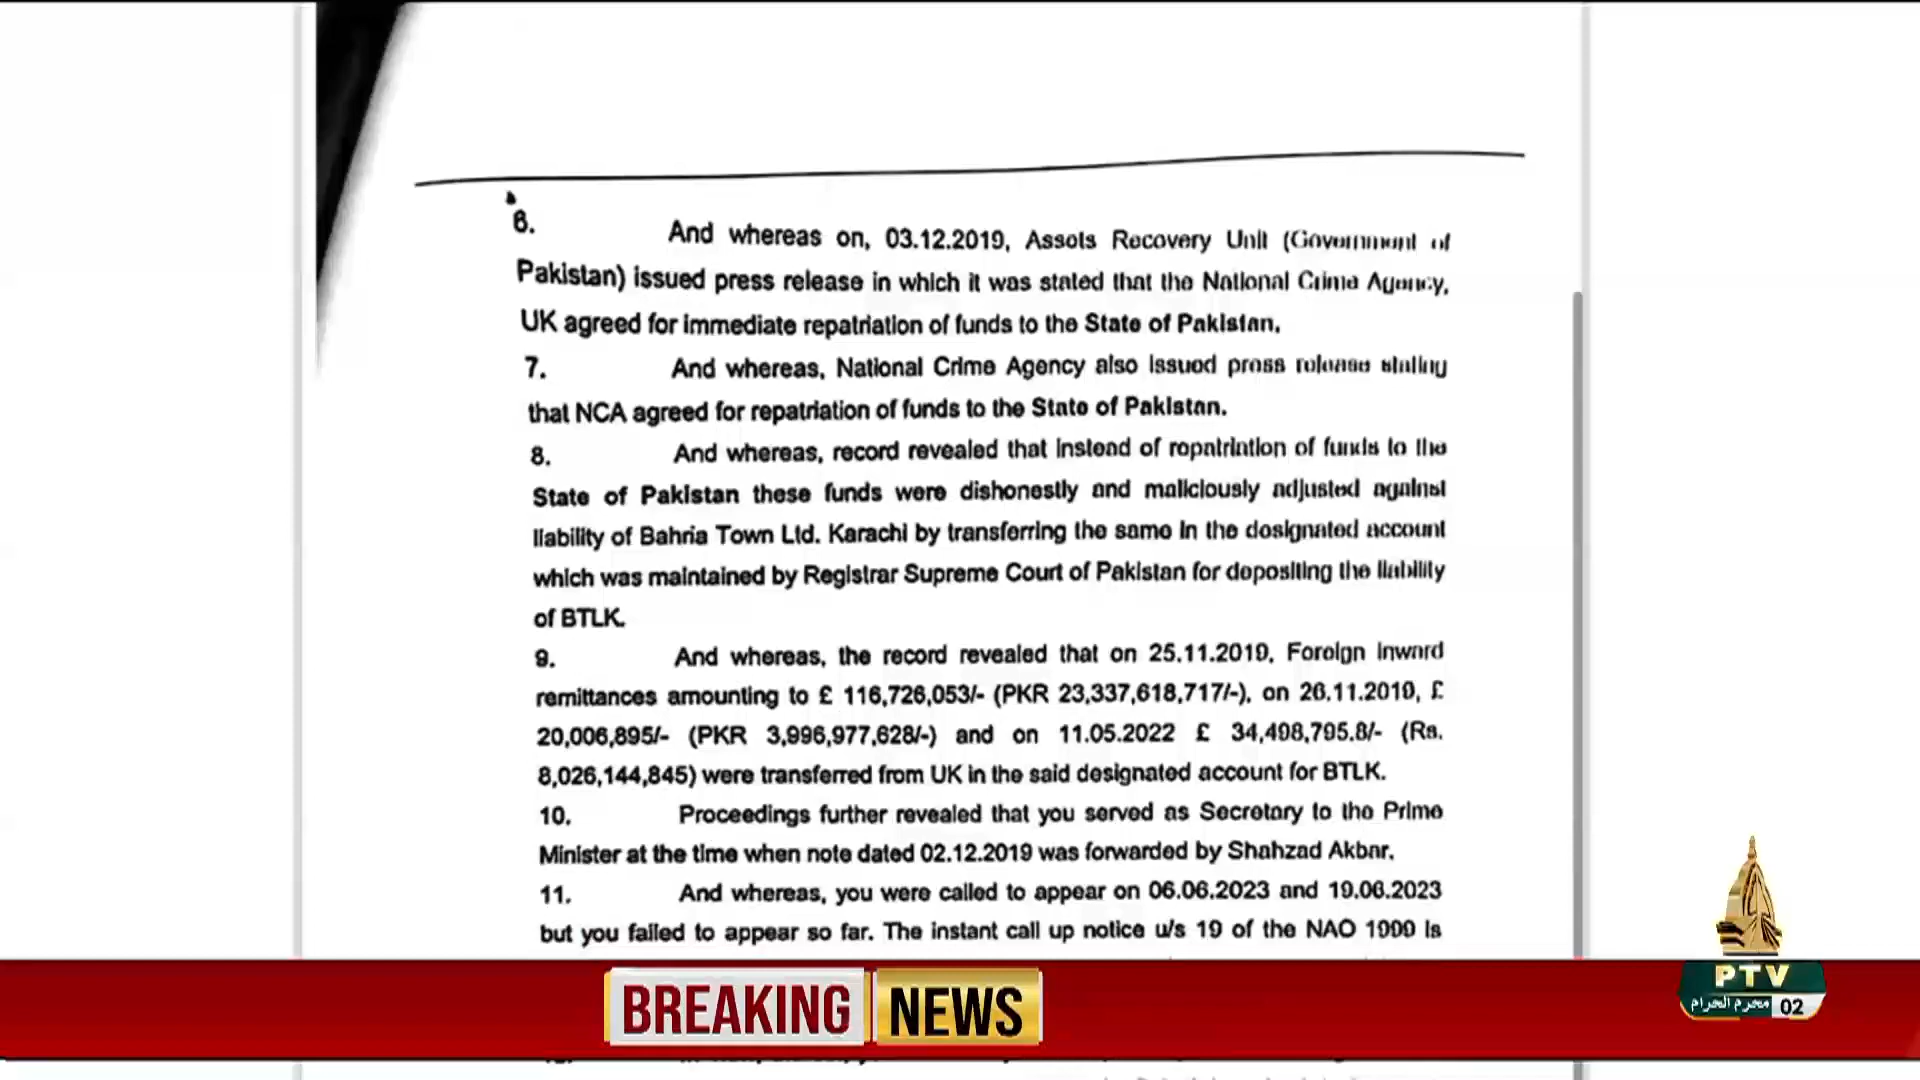 6. And whereas on, 03.12.2019, Assets Recovery Unit (Government of
Pakistan) issued press release in which it was stated that the National Crime Agency,
UK agreed for immediate repatriation of funds to the State of Pakistan.
7. And whereas, National Crime Agency also issued press release stating
that NCA agreed for repatriation of funds to the State of Pakistan.
8. And whereas, record revealed that instead of repatriation of funds to the
State of Pakistan these funds were dishonestly and maliciously adjusted against
liability of Bahria Town Ltd. Karachi by transferring the same in the designated account
which was maintained by Registrar Supreme Court of Pakistan for depositing the liability
of BTLK.
9. And whereas, the record revealed that on 25.11.2019, Foreign inward
remittances amounting to £ 116,726,053/- (PKR 23,337,618,717/-), on 26.11.2019, £
20,006,895/- (PKR 3,996,977,628/-) and on 11.05.2022 £ 34,498,795.8/- (Rs.
8,026,144,845) were transferred from UK in the said designated account for BTLK.
10. Proceedings further revealed that you served as Secretary to the Prime
Minister at the time when note dated 02.12.2019 was forwarded by Shahzad Akbar.
11. And whereas, you were called to appear on 06.06.2023 and 19.06.2023
but you failed to appear so far. The instant call up notice u/s 19 of the NAO 1999 is
BREAKING NEWS
PTV
محرم الحرام 02